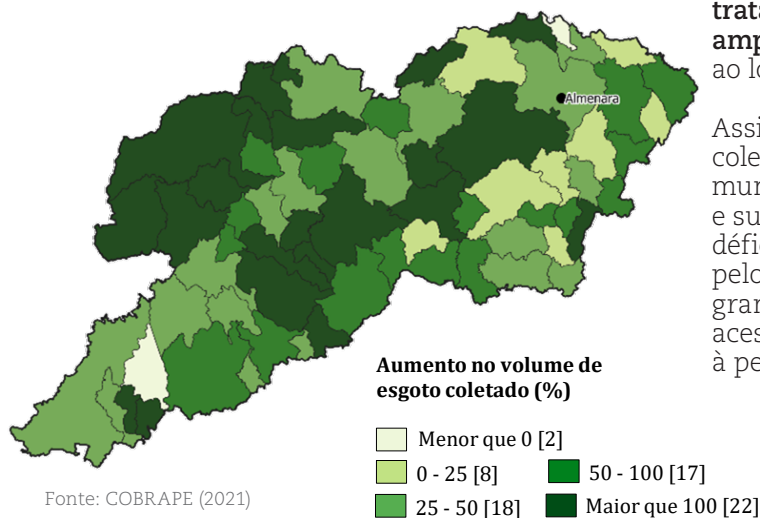 Almenara
Aumento no volume de
esgoto coletado (%)
Menor que 0 [2]
0 - 25 [8]
50 - 100 [17]
25 - 50 [18]
Maior que 100 [22]
Fonte: COBRAPE (2021)
ao lo
Assi
cole
mun
e su
défic
pelo
gran
aces
à pe